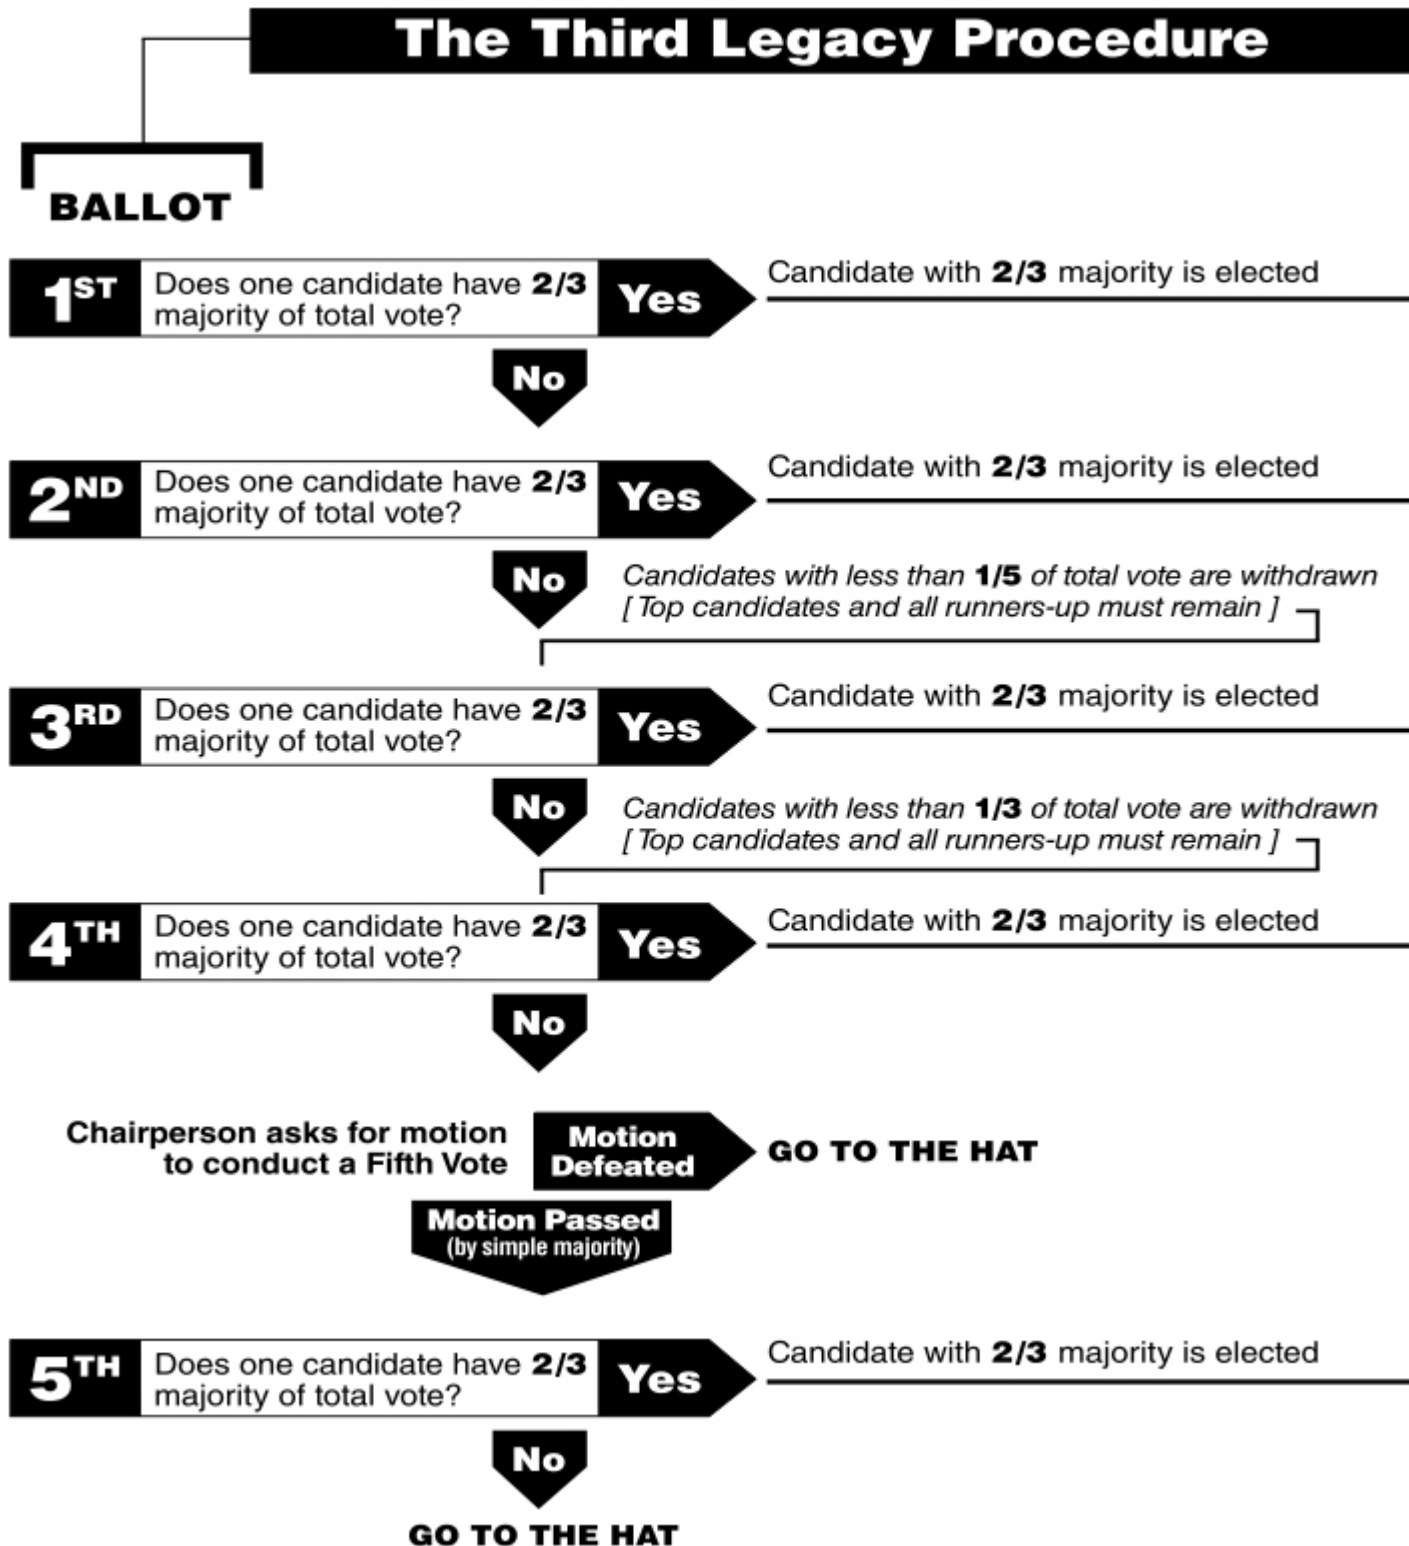 The Third Legacy Procedure
BALLOT
1ST
Does one candidate have 2/3
majority of total vote?
Yes
Candidate with 2/3 majority is elected
No
2ND
Does one candidate have 2/3
majority of total vote?
Yes
Candidate with 2/3 majority is elected
No
Candidates with less than 1/5 of total vote are withdrawn
[ Top candidates and all runners-up must remain ]
3RD
Does one candidate have 2/3
majority of total vote?
Yes
Candidate with 2/3 majority is elected
No
Candidates with less than 1/3 of total vote are withdrawn
[ Top candidates and all runners-up must remain ]
4TH
Does one candidate have 2/3
majority of total vote?
Yes
Candidate with 2/3 majority is elected
No
Chairperson asks for motion
to conduct a Fifth Vote
Motion
Defeated
GO TO THE HAT
Motion Passed
(by simple majority)
5TH
Does one candidate have 2/3
majority of total vote?
Yes
Candidate with 2/3 majority is elected
No
GO TO THE HAT